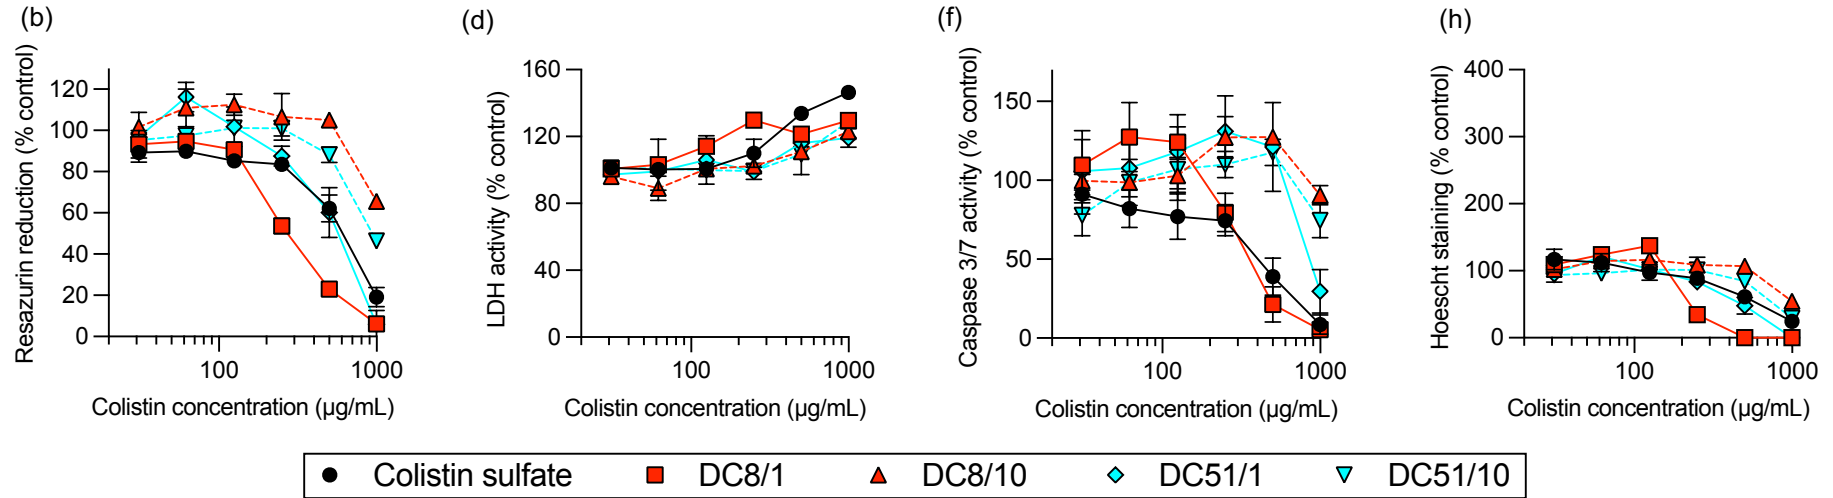 (b)
Resazurin reduction (% control)
120
100
80
60
40
20
0
100
1000
Colistin concentration (µg/mL)
(d)
LDH activity (% control)
160
120
80
40
0
100
1000
Colistin concentration (µg/mL)
(f)
Caspase 3/7 activity (% control)
150
100
50
0
100
1000
Colistin concentration (µg/mL)
(h)
Hoescht staining (% control)
400
300
200
100
0
100
1000
Colistin concentration (µg/mL)
Colistin sulfate DC8/1 DC8/10 DC51/1 DC51/10